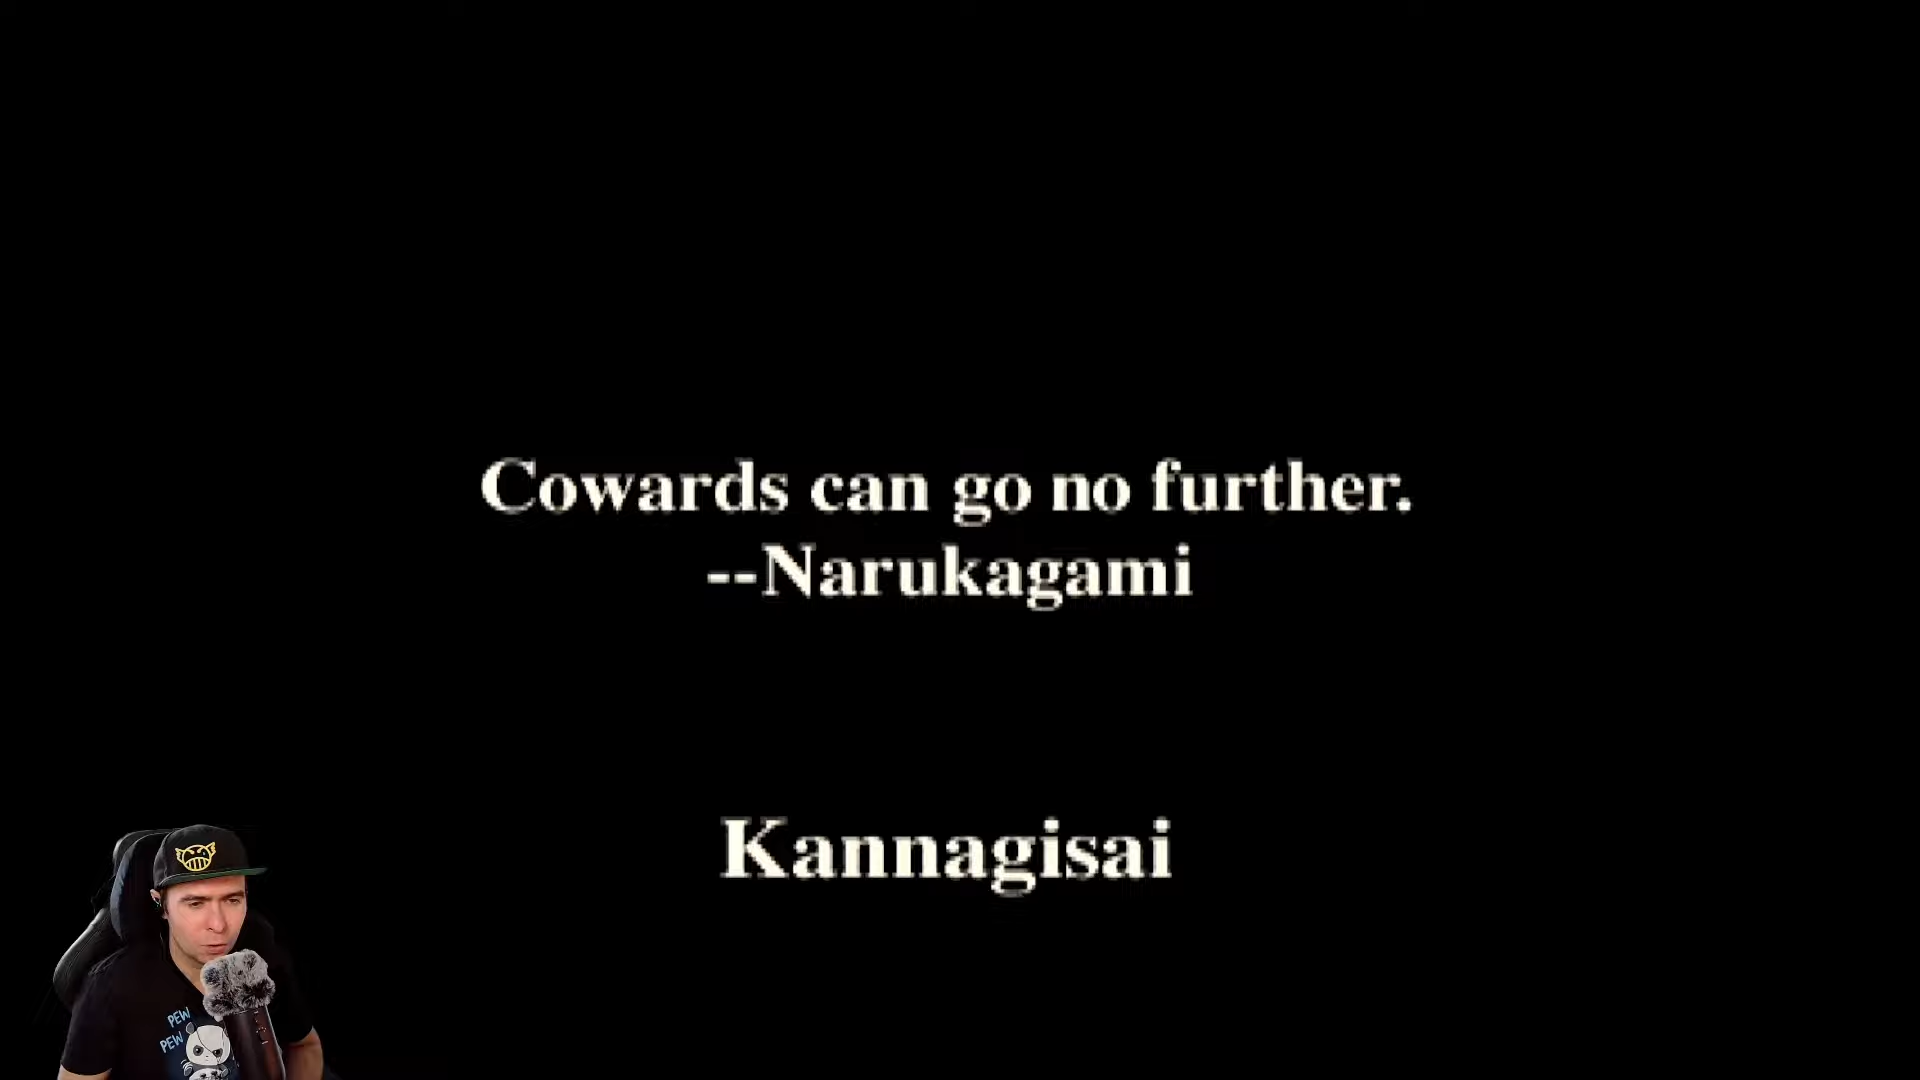 Cowards can go no further.
--Narukagami
Kannagisai
PEW
PEW